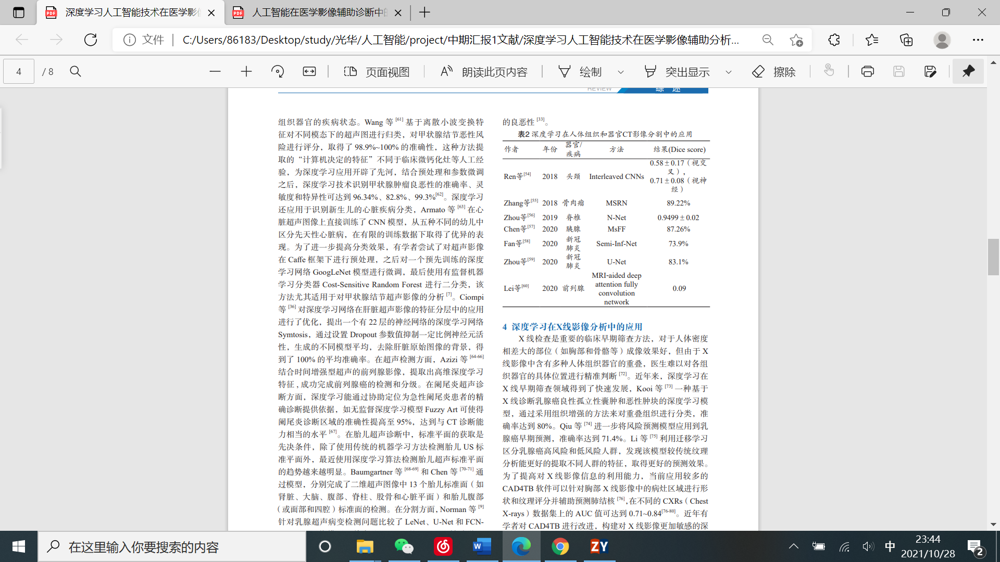 深度学习人工智能技术在医学影
人工智能在医学影像辅助诊断中
文件
C:/Users/86183/Desktop/study/光华/人工智能/project/中期汇报1文献/深度学习人工智能技术在医学影像辅助分析...
4 / 8
页面视图
朗读此页内容
绘制
突出显示
擦除
REVIEW
综 述
组织器官的疾病状态。Wang 等 [61] 基于离散小波变换特
征对不同模态下的超声图进行归类，对甲状腺结节恶性风
险进行评分，取得了 98.9%~100% 的准确性，这种方法提
取的“计算机决定的特征”不同于临床微钙化灶等人工经
验，为深度学习应用开辟了先河，结合预处理和参数微调
之后，深度学习技术识别甲状腺肿瘤良恶性的准确率、灵
敏度和特异性可达到 96.34%、82.8%、99.3%[62]。深度学习
还应用于识别新生儿的心脏疾病分类，Armato 等 [63] 在心
脏超声图像上直接训练了 CNN 模型，从五种不同的幼儿中
区分先天性心脏病，在有限的训练数据下取得了优异的表
现。为了进一步提高分类效果，有学者尝试了对超声影像
在 Caffe 框架下进行预处理，之后对一个预先训练的深度
学习网络 GoogLeNet 模型进行微调，最后使用有监督机器
学习分类器 Cost-Sensitive Random Forest 进行二分类，该
方法尤其适用于对甲状腺结节超声影像的分析 [7]。Ciompi
等 [36] 对深度学习网络在肝脏超声影像的特征分层中的应用
进行了优化，提出一个有 22 层的神经网络的深度学习网络
Symtosis，通过设置 Dropout 参数值抑制一定比例神经元活
性，生成的不同模型平均，去除肝脏原始图像的背景，得
到了 100% 的平均准确率。在超声检测方面，Azizi 等 [64-66]
结合时间增强型超声的前列腺影像，提取出高维深度学习
特征，成功完成前列腺癌的检测和分级。在阑尾炎超声诊
断方面，深度学习能通过协助定位为急性阑尾炎患者的精
确诊断提供依据，如无监督深度学习模型 Fuzzy Art 可使得
阑尾炎诊断区域的准确性提高至 95%，达到与 CT 诊断能
力相当的水平 [67]。在胎儿超声诊断中，标准平面的获取是
先决条件，除了使用传统的机器学习方法检测胎儿 US 标
准平面外，最近使用深度学习算法检测胎儿超声标准平面
的趋势越来越明显。Baumgartner 等 [68-69] 和 Chen 等 [70-71] 通
过模型，分别完成了二维超声图像中 13 个胎儿标准面（如
肾脏、大脑、腹部、脊柱、股骨和心脏平面）和胎儿腹部
（或面部和四腔）标准面的检测。在分割方面，Norman 等 [9]
针对乳腺超声病变检测问题比较了 LeNet、U-Net 和 FCN-
的良恶性 [33]。
表2 深度学习在人体组织和器官CT影像分割中的应用
作者 年份 器官/疾病 方法 结果(Dice score)
Ren等[54] 2018 头颈 Interleaved CNNs 0.58±0.17（视交叉），0.71±0.08（视神经）
Zhang等[55] 2018 骨肉瘤 MSRN 89.22%
Zhou等[56] 2019 脊椎 N-Net 0.9499±0.02
Chen等[57] 2020 胰腺 MsFF 87.26%
Fan等[58] 2020 新冠肺炎 Semi-Inf-Net 73.9%
Zhou等[59] 2020 新冠肺炎 U-Net 83.1%
Lei等[60] 2020 前列腺 MRI-aided deep attention fully convolution network 0.09
4 深度学习在X线影像分析中的应用
X 线检查是重要的临床早期筛查方法，对于人体密度
相差大的部位（如胸部和骨骼等）成像效果好，但由于 X
线影像中含有多种人体组织器官的重叠，医生难以对各组
织器官的具体位置进行精准判断 [72]。近年来，深度学习在
X 线早期筛查领域得到了快速发展，Kooi 等 [73] 一种基于
X 线诊断乳腺癌良性孤立性囊肿和恶性肿块的深度学习模
型，通过采用组织增强的方法来对重叠组织进行分类，准
确率达到 80%。Qiu 等 [74] 进一步将风险预测模型应用到乳
腺癌早期预测，准确率达到 71.4%。Li 等 [75] 利用迁移学习
区分乳腺癌高风险和低风险人群，发现该模型较传统纹理
分析能更好的提取不同人群的特征，取得更好的预测效果。
为了提高对 X 线影像信息的利用能力，当前应用较多的
CAD4TB 软件可以针对胸部 X 线影像中的病灶区域进行形
状和纹理评分并辅助预测肺结核 [76]，在不同的 CXRs（Chest
X-rays）数据集上的 AUC 值可达到 0.71~0.84[76-80]。近年有
学者对 CAD4TB 进行改进，构建对 X 线影像更加敏感的深
在这里输入你要搜索的内容
中
23:44
2021/10/28
2